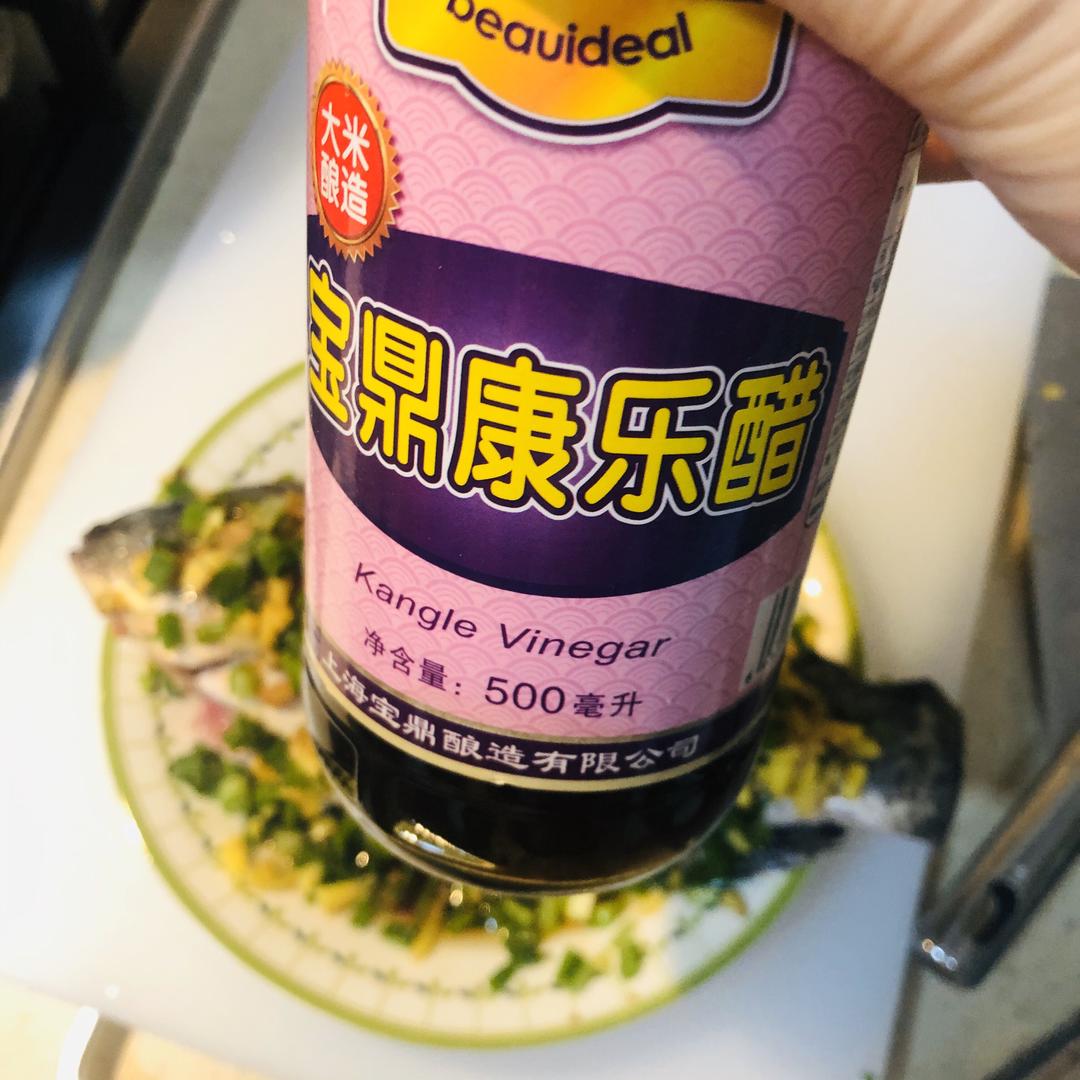 beauideal
大米
酿造
宝鼎康乐醋
Kangle Vinegar
净含量：500毫升
上海宝鼎酿造有限公司